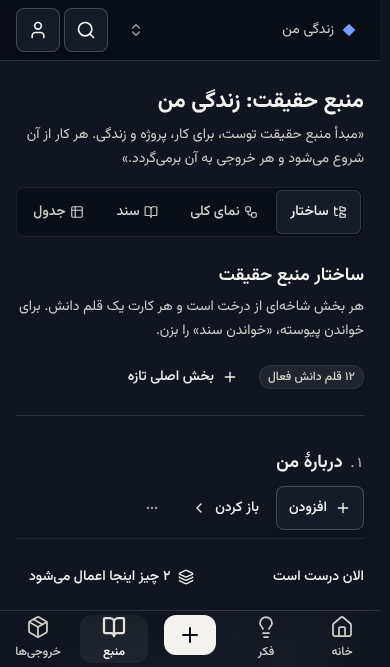 زندگی من
منبع حقیقت: زندگی من
«مبدأ منبع حقیقت توست، برای کار، پروژه و زندگی. هر کار از آن
شروع می‌شود و هر خروجی به آن برمی‌گردد.»
ساختار نمای کلی سند جدول
ساختار منبع حقیقت
هر بخش شاخه‌ای از درخت است و هر کارت یک قلم دانش. برای
خواندن پیوسته، «خواندن سند» را بزن.
۱۲ قلم دانش فعال + بخش اصلی تازه
۱. دربارهٔ من
+ افزودن باز کردن ...
الان درست است ۲ چیز اینجا اعمال می‌شود
خانه فکر + منبع خروجی‌ها